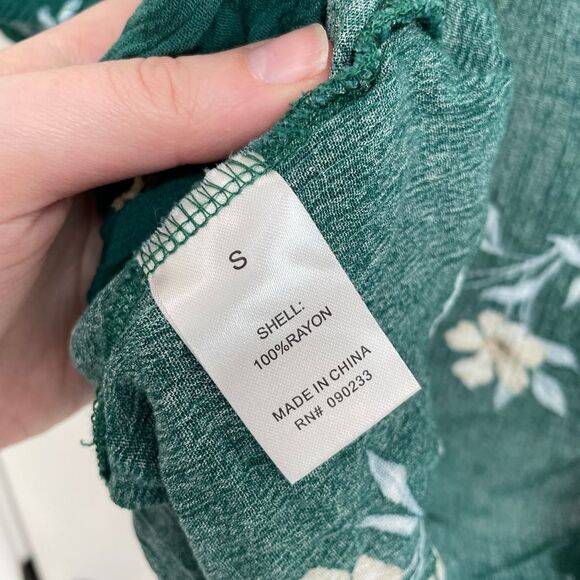 S
SHELL:
100%RAYON
MADE IN CHINA
RN# 090233